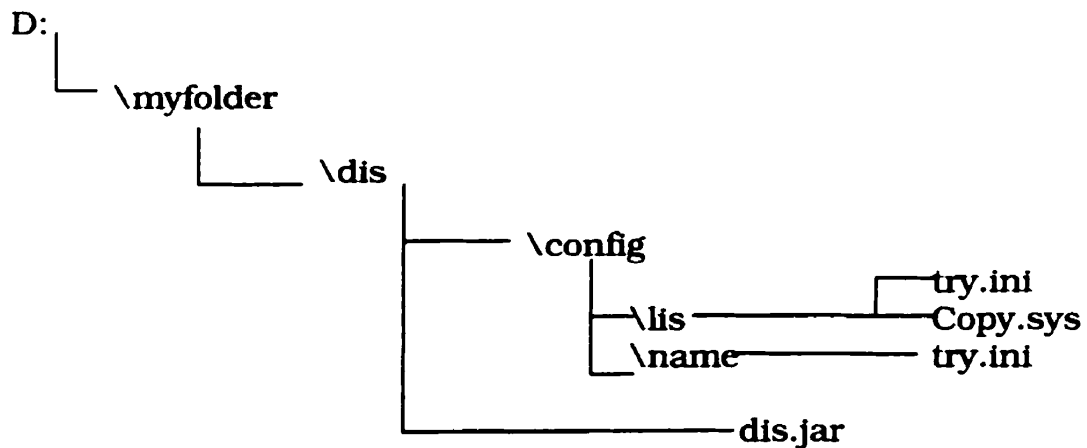 D:
\myfolder
\dis
\config
try.ini
\lis Copy.sys
\name try.ini
dis.jar